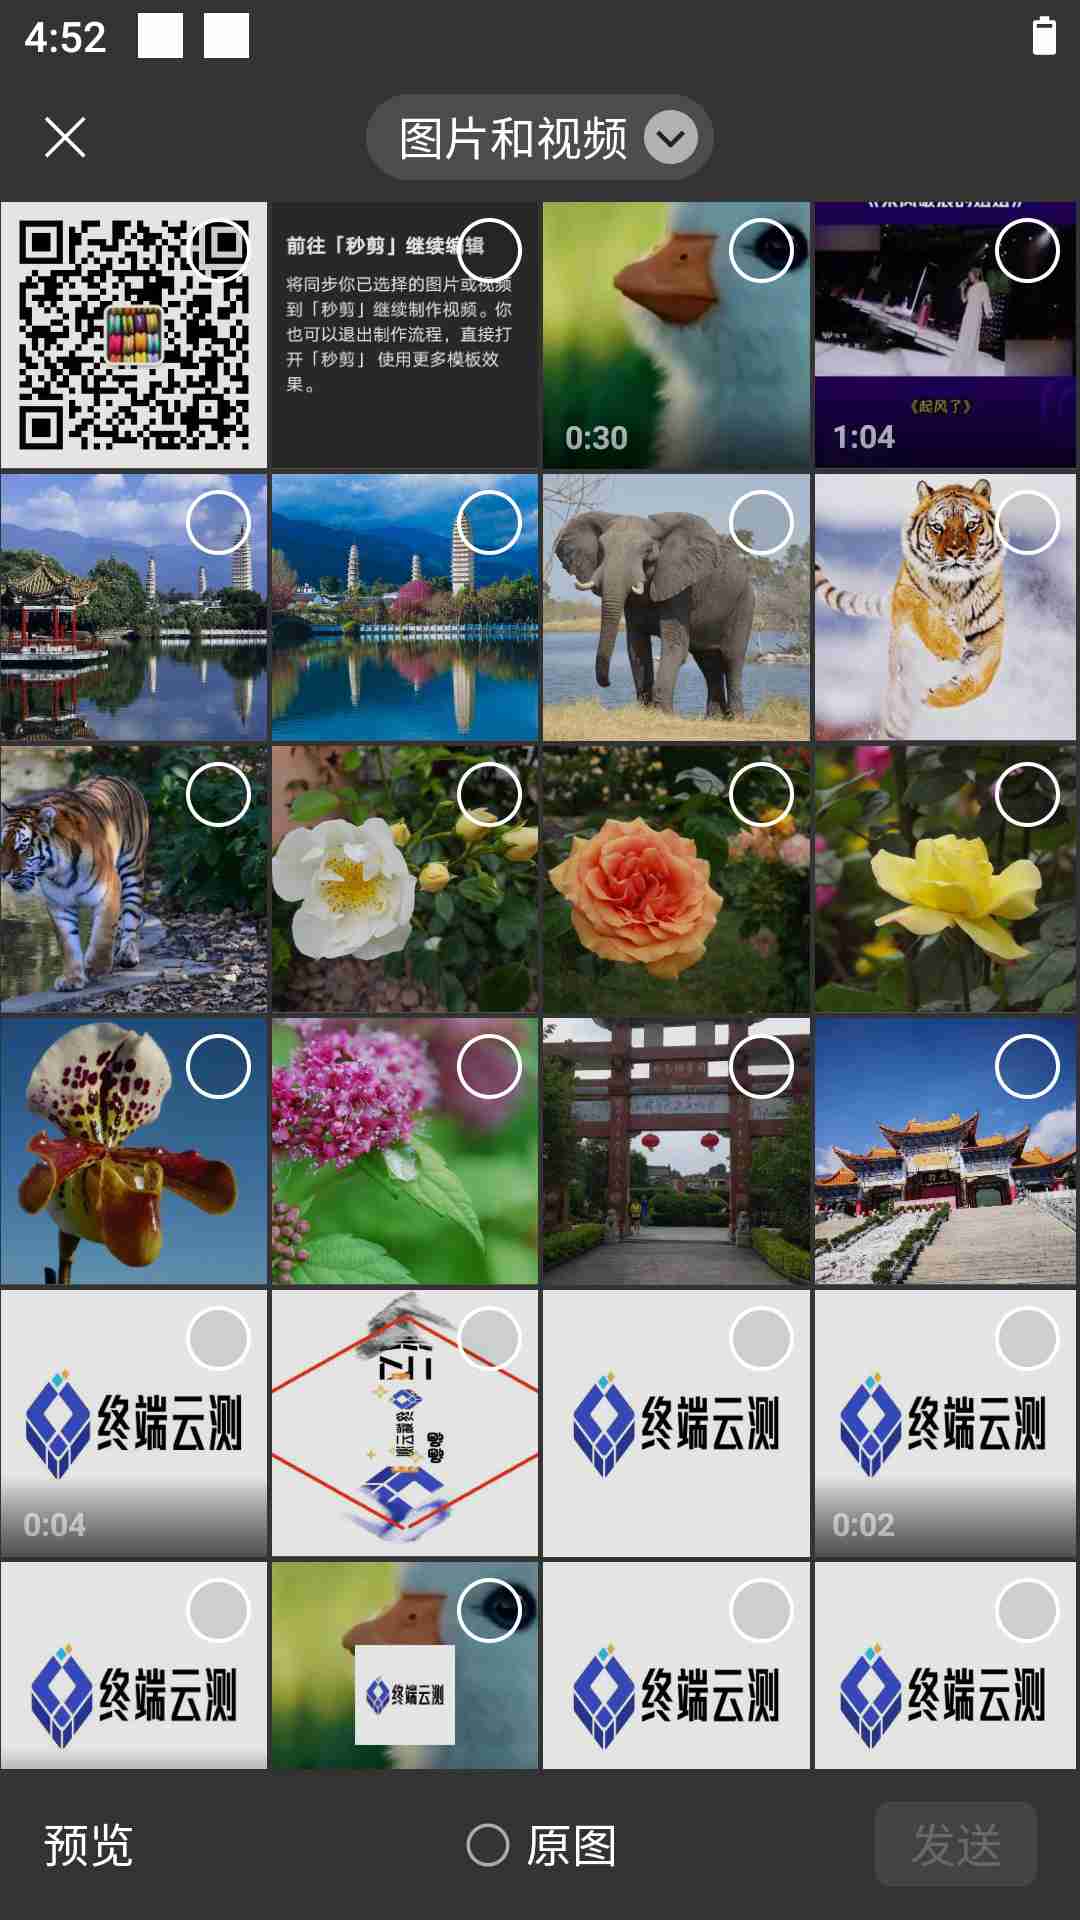 4:52
图片和视频
前往「秒剪」继续编辑
将同步你已选择的图片或视频
到「秒剪」继续制作视频。你
也可以退出制作流程，直接打
开「秒剪」 使用更多模板效
果。
0:30
《起风了》
1:04
终端云测
0:04
终端云测
终端云测
0:02
终端云测
终端云测
终端云测
终端云测
预览
原图
发送